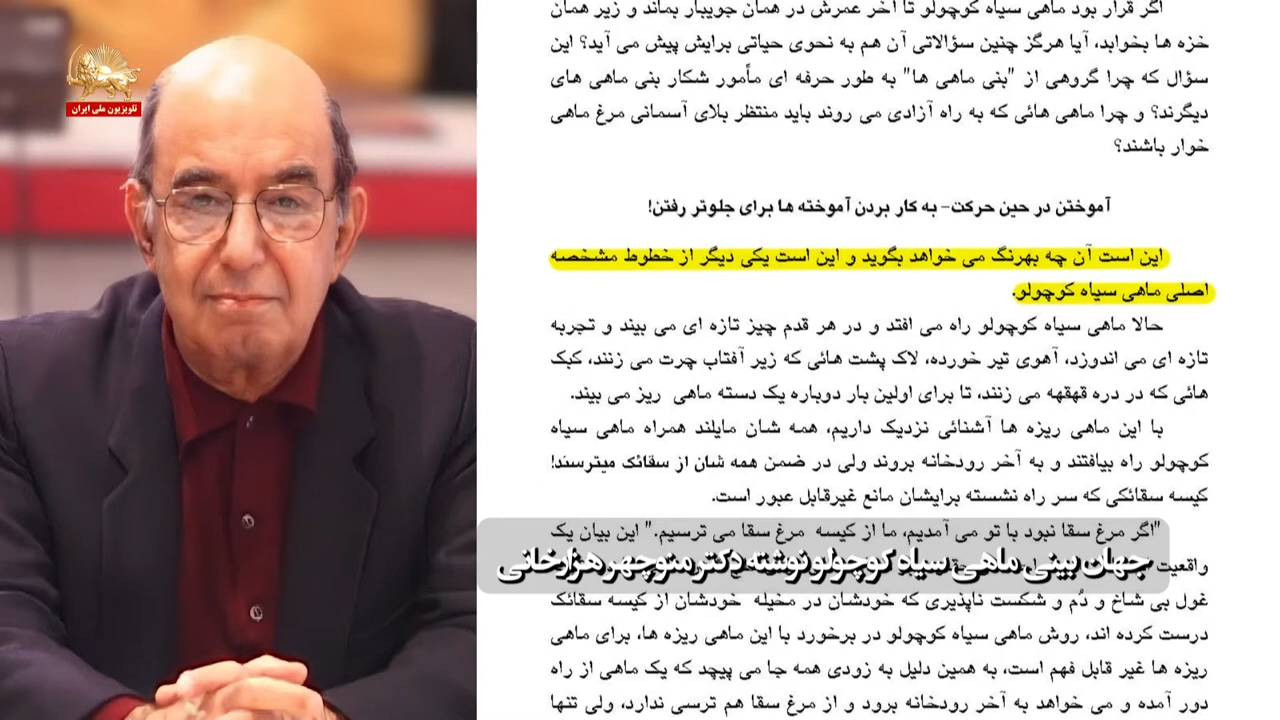 تلویزیون ملی ایران
اگر قرار بود ماهی سیاه کوچولو تا آخر عمرش در همان جویبار بماند و زیر همان
خزه ها بخوابد، آیا هرگز چنین سؤالاتی آن هم به نحوی حیاتی برایش پیش می آید؟ این
سؤال که چرا گروهی از "بنی ماهی ها" به طور حرفه ای مأمور شکار بنی ماهی های
دیگرند؟ و چرا ماهی هائی که به راه آزادی می روند باید منتظر بلای آسمانی مرغ ماهی
خوار باشند؟
آموختن در حین حرکت- به کار بردن آموخته ها برای جلوتر رفتن!
این است آن چه بهرنگ می خواهد بگوید و این است یکی دیگر از خطوط مشخصه
اصلی ماهی سیاه کوچولو.
حالا ماهی سیاه کوچولو راه می افتد و در هر قدم چیز تازه ای می بیند و تجربه
تازه ای می اندوزد، آهوی تیر خورده، لاک پشت هائی که زیر آفتاب چرت می زنند، کبک
هائی که در دره قهقهه می زنند، تا برای اولین بار دوباره یک دسته ماهی ریز می بیند.
با این ماهی ریزه ها آشنائی نزدیک داریم، همه شان مایلند همراه ماهی سیاه
کوچولو راه بیافتند و به آخر رودخانه بروند ولی در ضمن همه شان از سقائک میترسند!
کیسه سقائکی که سر راه نشسته برایشان مانع غیرقابل عبور است.
"اگر مرغ سقا نبود با تو می آمدیم، ما از کیسه مرغ سقا می ترسیم." این بیان یک
جهان بینی ماهی سیاه کوچولو نوشته دکتر منوچهر هزارخانی
غول بی شاخ و دُم و شکست ناپذیری که خودشان در مخیله خودشان از کیسه سقائک
درست کرده اند، روش ماهی سیاه کوچولو در برخورد با این ماهی ریزه ها، برای ماهی
ریزه ها غیر قابل فهم است، به همین دلیل به زودی همه جا می پیچد که یک ماهی از راه
دور آمده و می خواهد به آخر رودخانه برود و از مرغ سقا هم ترسی ندارد، ولی تنها